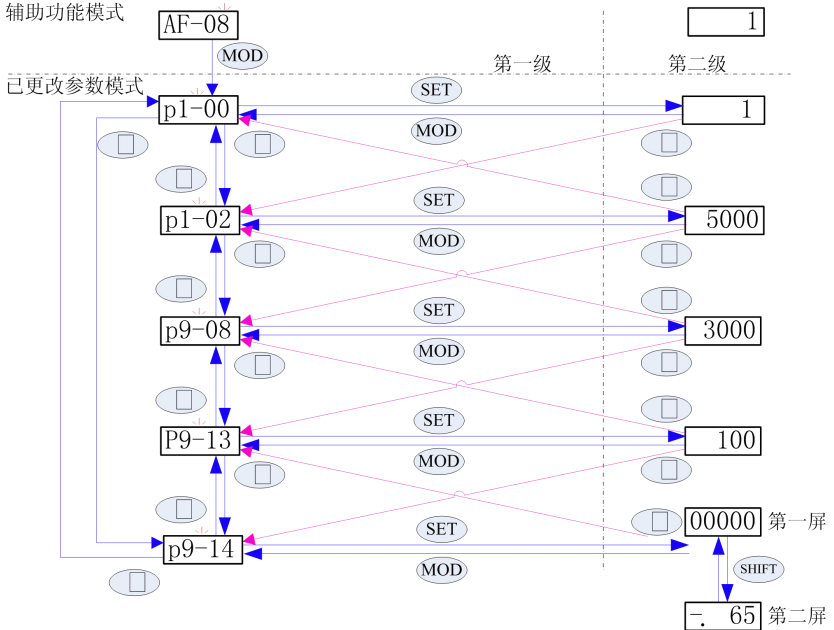 辅助功能模式
AF-08
1
MOD
第一级
第二级
已更改参数模式
p1-00
SET
MOD
1
p1-02
SET
MOD
5000
p9-08
SET
MOD
3000
P9-13
SET
MOD
100
p9-14
SET
MOD
00000
第一屏
SHIFT
-. 65
第二屏